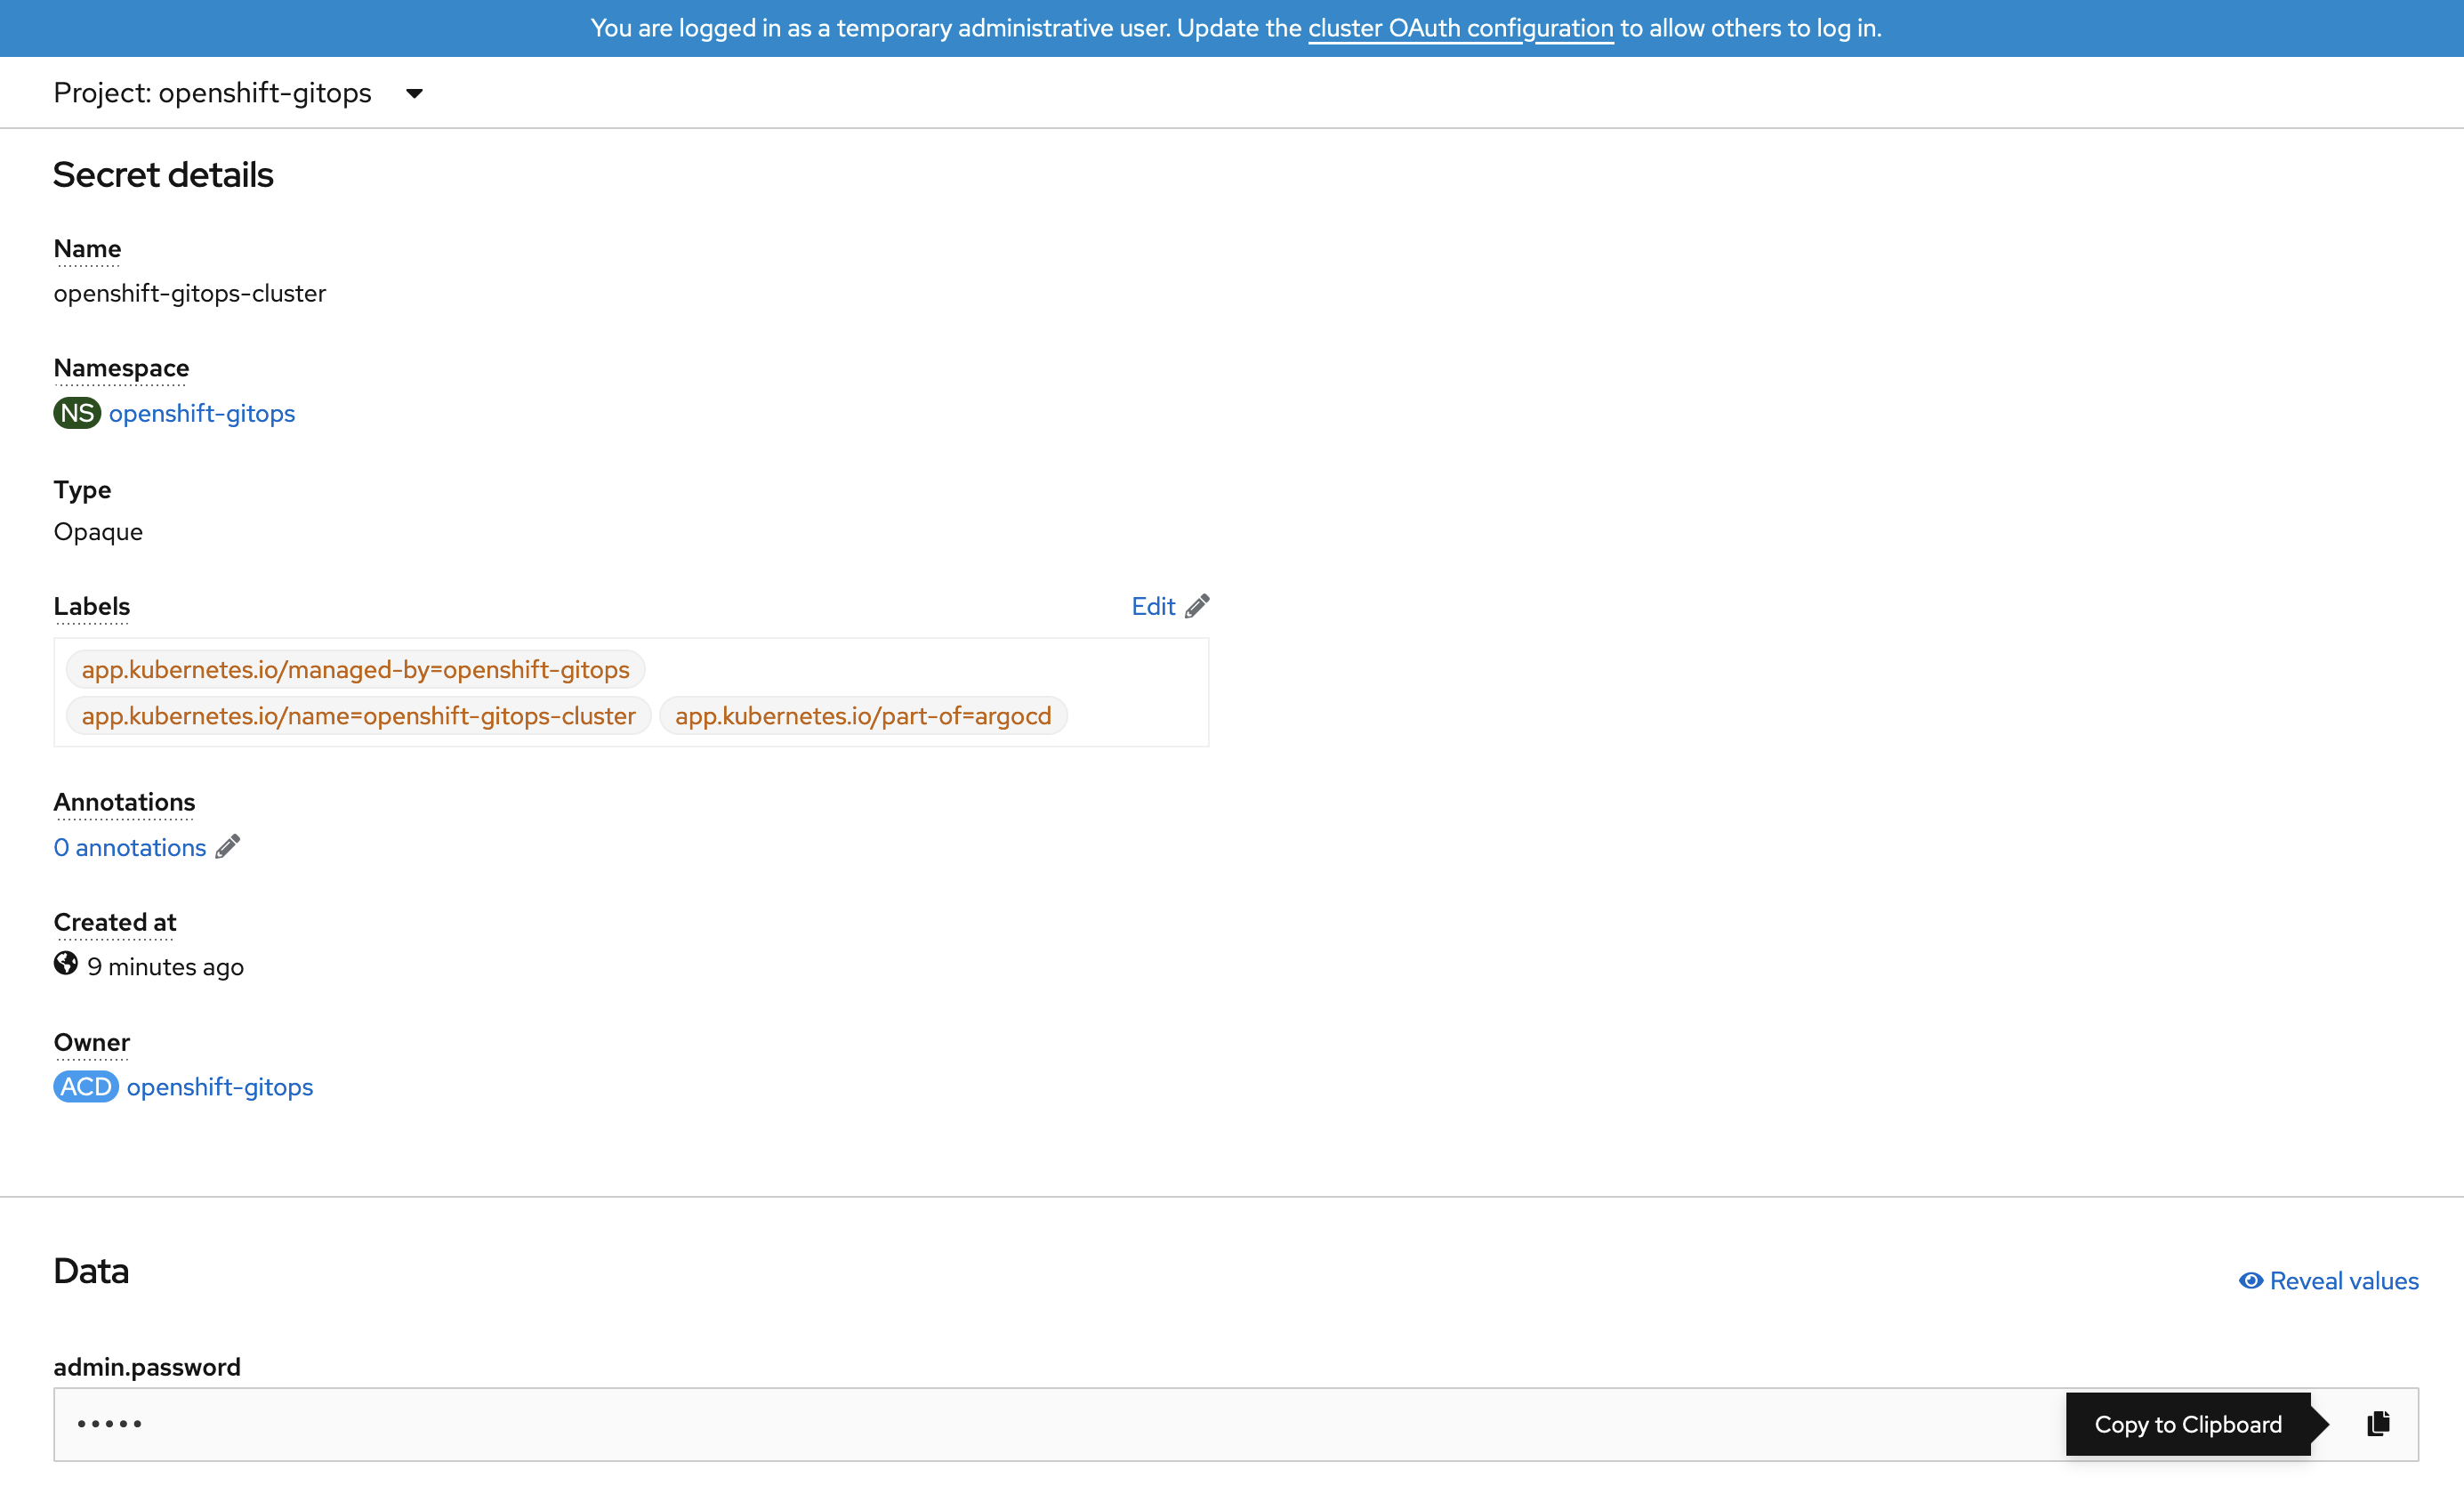 You are logged in as a temporary administrative user. Update the cluster OAuth configuration to allow others to log in.
Project: openshift-gitops
Secret details
Name
openshift-gitops-cluster
Namespace
NS openshift-gitops
Type
Opaque
Labels Edit
app.kubernetes.io/managed-by=openshift-gitops
app.kubernetes.io/name=openshift-gitops-cluster app.kubernetes.io/part-of=argocd
Annotations
0 annotations
Created at
9 minutes ago
Owner
ACD openshift-gitops
Data
Reveal values
admin.password
•••••
Copy to Clipboard